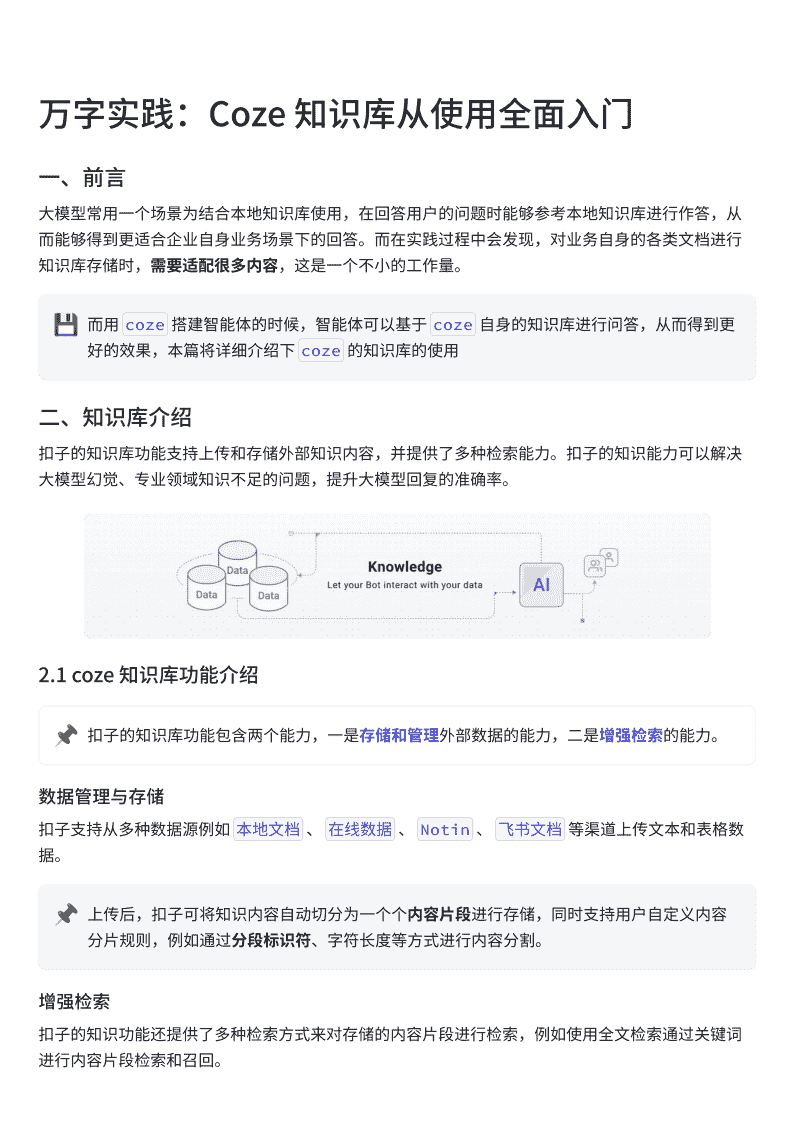 万字实践：Coze 知识库从使用全面入门
一、前言
大模型常用一个场景为结合本地知识库使用，在回答用户的问题时能够参考本地知识库进行作答，从
而能够得到更适合企业自身业务场景下的回答。而在实践过程中会发现，对业务自身的各类文档进行
知识库存储时，需要适配很多内容，这是一个不小的工作量。
而用 coze 搭建智能体的时候，智能体可以基于 coze 自身的知识库进行问答，从而得到更
好的效果，本篇将详细介绍下 coze 的知识库的使用
二、知识库介绍
扣子的知识库功能支持上传和存储外部知识内容，并提供了多种检索能力。扣子的知识能力可以解决
大模型幻觉、专业领域知识不足的问题，提升大模型回复的准确率。
Data
Data
Data
Knowledge
Let your Bot interact with your data
AI
2.1 coze 知识库功能介绍
扣子的知识库功能包含两个能力，一是存储和管理外部数据的能力，二是增强检索的能力。
数据管理与存储
扣子支持从多种数据源例如 本地文档 、 在线数据 、 Notin 、 飞书文档 等渠道上传文本和表格数
据。
上传后，扣子可将知识内容自动切分为一个个内容片段进行存储，同时支持用户自定义内容
分片规则，例如通过分段标识符、字符长度等方式进行内容分割。
增强检索
扣子的知识功能还提供了多种检索方式来对存储的内容片段进行检索，例如使用全文检索通过关键词
进行内容片段检索和召回。